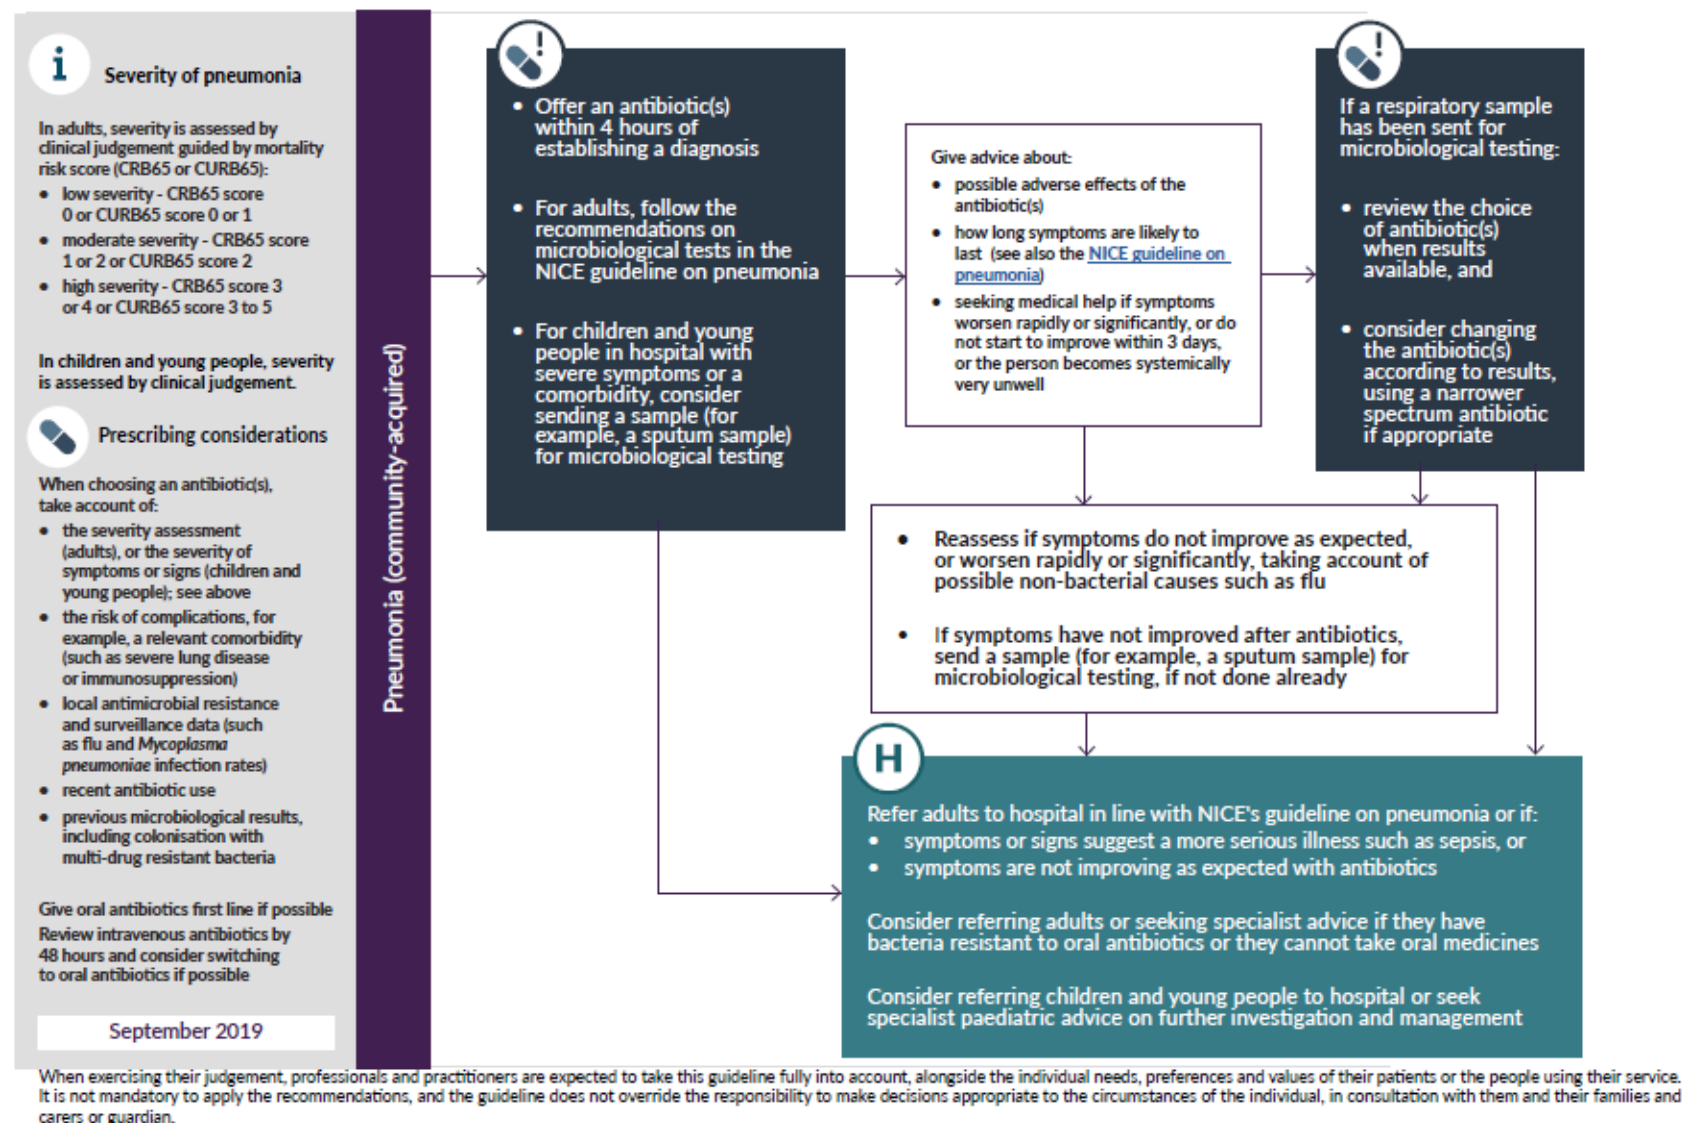 i
Severity of pneumonia
In adults, severity is assessed by
clinical judgement guided by mortality
risk score (CRB65 or CURB65):
• low severity - CRB65 score
0 or CURB65 score 0 or 1
• moderate severity - CRB65 score
1 or 2 or CURB65 score 2
• high severity - CRB65 score 3
or 4 or CURB65 score 3 to 5
In children and young people, severity
is assessed by clinical judgement.
Prescribing considerations
When choosing an antibiotic(s),
take account of:
• the severity assessment
(adults), or the severity of
symptoms or signs (children and
young people); see above
• the risk of complications, for
example, a relevant comorbidity
(such as severe lung disease
or immunosuppression)
• local antimicrobial resistance
and surveillance data (such
as flu and Mycoplasma
pneumoniae infection rates)
• recent antibiotic use
• previous microbiological results,
including colonisation with
multi-drug resistant bacteria
Give oral antibiotics first line if possible
Review intravenous antibiotics by
48 hours and consider switching
to oral antibiotics if possible
September 2019
Pneumonia (community-acquired)
!
• Offer an antibiotic(s)
within 4 hours of
establishing a diagnosis
• For adults, follow the
recommendations on
microbiological tests in the
NICE guideline on pneumonia
• For children and young
people in hospital with
severe symptoms or a
comorbidity, consider
sending a sample (for
example, a sputum sample)
for microbiological testing
Give advice about:
• possible adverse effects of the
antibiotic(s)
• how long symptoms are likely to
last (see also the NICE guideline on
pneumonia)
• seeking medical help if symptoms
worsen rapidly or significantly, or do
not start to improve within 3 days,
or the person becomes systemically
very unwell
!
If a respiratory sample
has been sent for
microbiological testing:
• review the choice
of antibiotic(s)
when results
available, and
• consider changing
the antibiotic(s)
according to results,
using a narrower
spectrum antibiotic
if appropriate
• Reassess if symptoms do not improve as expected,
or worsen rapidly or significantly, taking account of
possible non-bacterial causes such as flu
• If symptoms have not improved after antibiotics,
send a sample (for example, a sputum sample) for
microbiological testing, if not done already
H
Refer adults to hospital in line with NICE's guideline on pneumonia or if:
• symptoms or signs suggest a more serious illness such as sepsis, or
• symptoms are not improving as expected with antibiotics
Consider referring adults or seeking specialist advice if they have
bacteria resistant to oral antibiotics or they cannot take oral medicines
Consider referring children and young people to hospital or seek
specialist paediatric advice on further investigation and management
When exercising their judgement, professionals and practitioners are expected to take this guideline fully into account, alongside the individual needs, preferences and values of their patients or the people using their service.
It is not mandatory to apply the recommendations, and the guideline does not override the responsibility to make decisions appropriate to the circumstances of the individual, in consultation with them and their families and
carers or guardian.